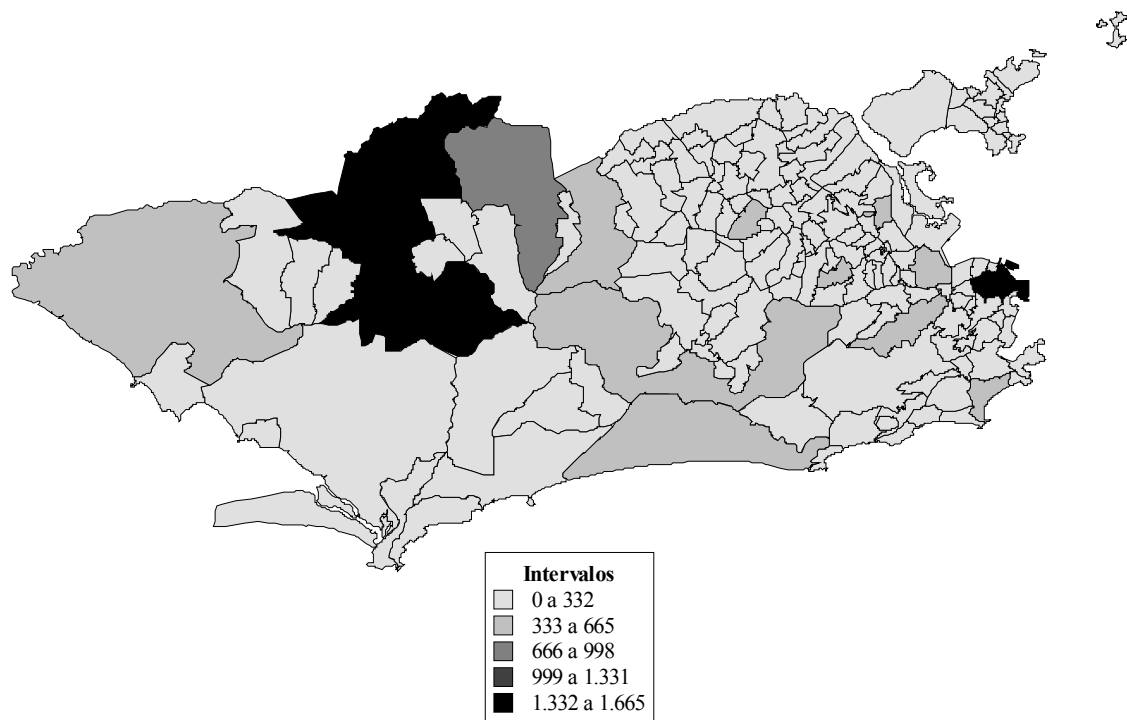 Intervalos
0 a 332
333 a 665
666 a 998
999 a 1.331
1.332 a 1.665